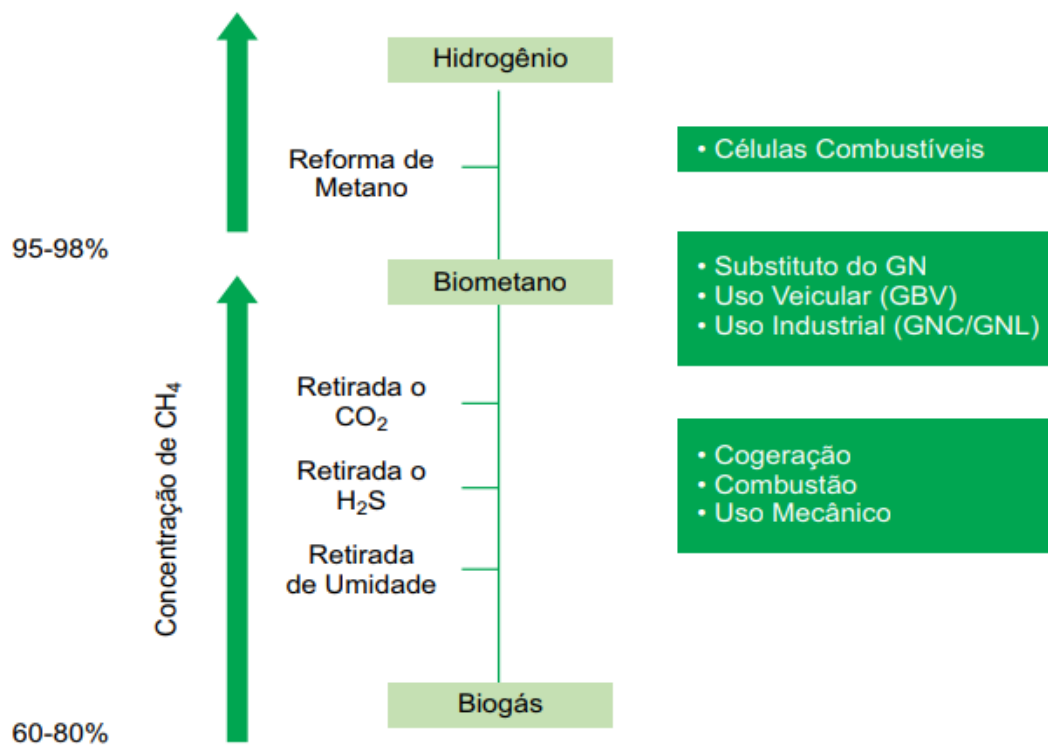 Hidrogênio
Reforma de
Metano
• Células Combustíveis
95-98%
Biometano
• Substituto do GN
• Uso Veicular (GBV)
• Uso Industrial (GNC/GNL)
Concentração de CH₄
Retirada o
CO₂
Retirada o
H₂S
Retirada
de Umidade
• Cogeração
• Combustão
• Uso Mecânico
Biogás
60-80%